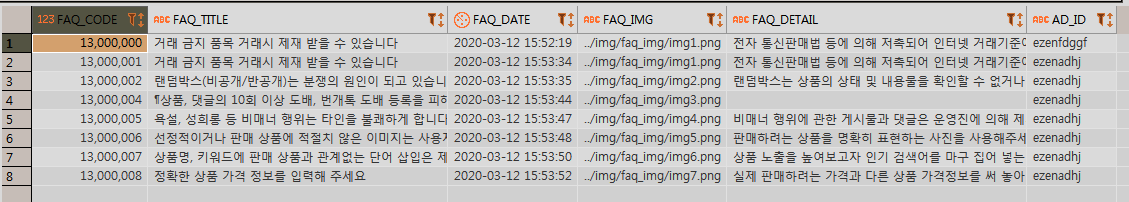 123 FAQ_CODE ABC FAQ_TITLE FAQ_DATE ABC FAQ_IMG ABC FAQ_DETAIL ABC AD_ID
1 13,000,000 거래 금지 품목 거래시 제재 받을 수 있습니다 2020-03-12 15:52:19 ../img/faq_img/img1.png 전자 통신판매법 등에 의해 저촉되어 인터넷 거래기준이 ezenfdggf
2 13,000,001 거래 금지 품목 거래시 제재 받을 수 있습니다 2020-03-12 15:53:34 ../img/faq_img/img1.png 전자 통신판매법 등에 의해 저촉되어 인터넷 거래기준이 ezenadhj
3 13,000,002 랜덤박스(비공개/반공개)는 분쟁의 원인이 되고 있습니 2020-03-12 15:53:35 ../img/faq_img/img2.png 랜덤박스는 상품의 상태 및 내용물을 확인할 수 없거나 ezenadhj
4 13,000,004 ¶상품, 댓글의 10회 이상 도배, 번개톡 도배 등록을 피해 2020-03-12 15:53:44 ../img/faq_img/img3.png ezenadhj
5 13,000,005 욕설, 성희롱 등 비매너 행위는 타인을 불쾌하게 합니다 2020-03-12 15:53:47 ../img/faq_img/img4.png 비매너 행위에 관한 게시물과 댓글은 운영진에 의해 제 ezenadhj
6 13,000,006 선정적이거나 판매 상품에 적절치 않은 이미지는 사용자 2020-03-12 15:53:48 ../img/faq_img/img5.png 판매하려는 상품을 명확히 표현하는 사진을 사용해주세 ezenadhj
7 13,000,007 상품명, 키워드에 판매 상품과 관계없는 단어 삽입은 제 2020-03-12 15:53:50 ../img/faq_img/img6.png 상품 노출을 높여보고자 인기 검색어를 마구 집어 넣는 ezenadhj
8 13,000,008 정확한 상품 가격 정보를 입력해 주세요 2020-03-12 15:53:52 ../img/faq_img/img7.png 실제 판매하려는 가격과 다른 상품 가격정보를 써 놓아 ezenadhj